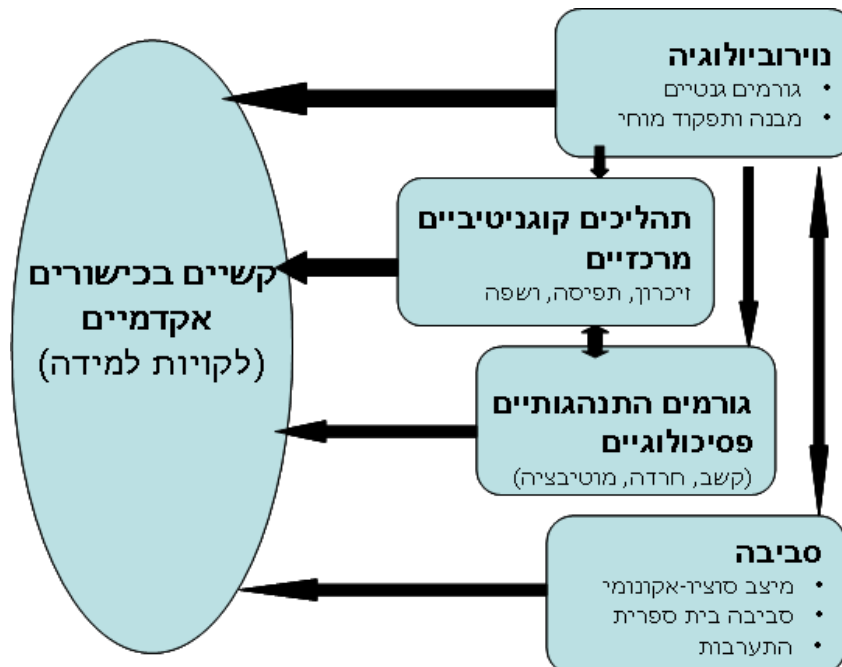 נוירוביולוגיה
• גורמים גנטיים
• מבנה ותפקוד מוחי
תהליכים קוגניטיביים
מרכזיים
זיכרון, תפיסה, ושפה
קשיים בכישורים
אקדמיים
(לקויות למידה)
גורמים התנהגותיים
פסיכולוגיים
(קשב, חרדה, מוטיבציה)
סביבה
• מיצב סוציו-אקונומי
• סביבה בית ספרית
• התערבות